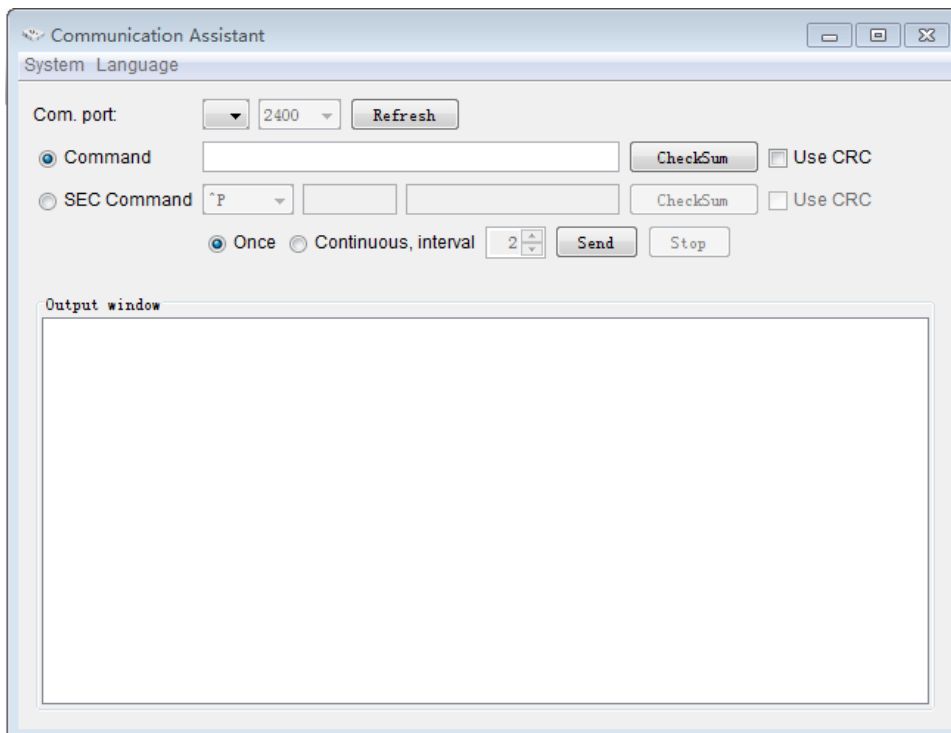 Communication Assistant
System Language
Com. port: 2400 Refresh
Command CheckSum Use CRC
SEC Command ^P CheckSum Use CRC
Once Continuous, interval 2 Send Stop
Output window